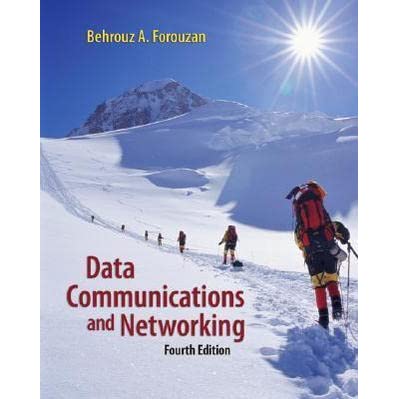 Behrouz A. Forouzan
Data
Communications
and Networking
Fourth Edition